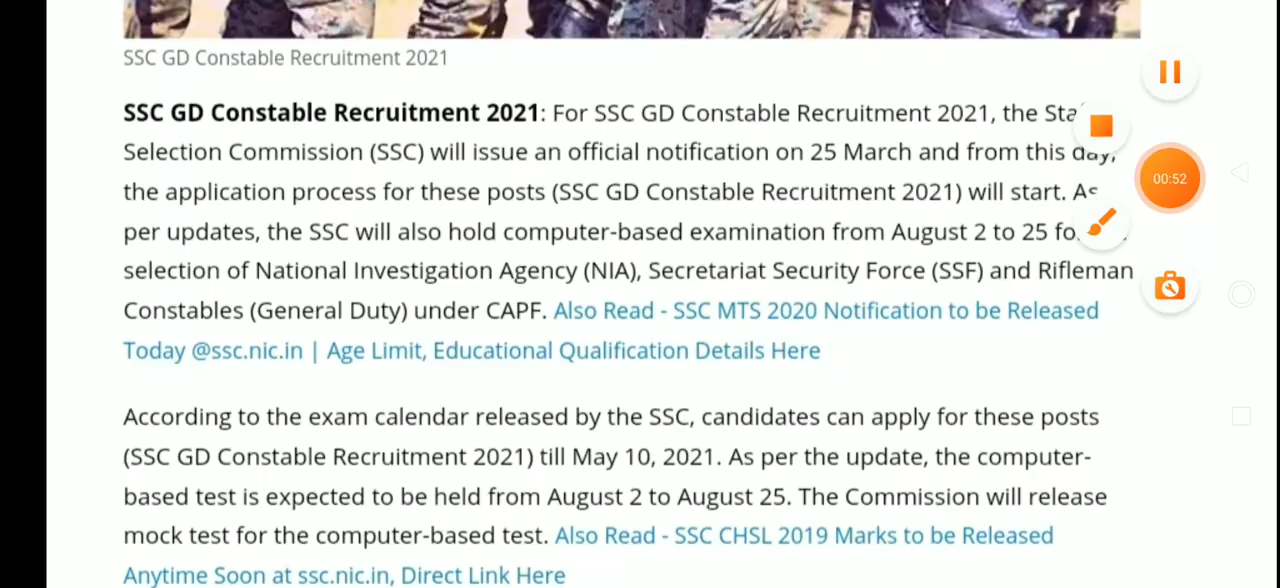 SSC GD Constable Recruitment 2021
SSC GD Constable Recruitment 2021: For SSC GD Constable Recruitment 2021, the
Selection Commission (SSC) will issue an official notification on 25 March and from this day,
the application process for these posts (SSC GD Constable Recruitment 2021) will start. As
per updates, the SSC will also hold computer-based examination from August 2 to 25
selection of National Investigation Agency (NIA), Secretariat Security Force (SSF) and Rifleman
Constables (General Duty) under CAPF. Also Read - SSC MTS 2020 Notification to be Released
Today @ssc.nic.in | Age Limit, Educational Qualification Details Here
According to the exam calendar released by the SSC, candidates can apply for these posts
(SSC GD Constable Recruitment 2021) till May 10, 2021. As per the update, the computer-
based test is expected to be held from August 2 to August 25. The Commission will release
mock test for the computer-based test. Also Read - SSC CHSL 2019 Marks to be Released
Anytime Soon at ssc.nic.in, Direct Link Here
00:52